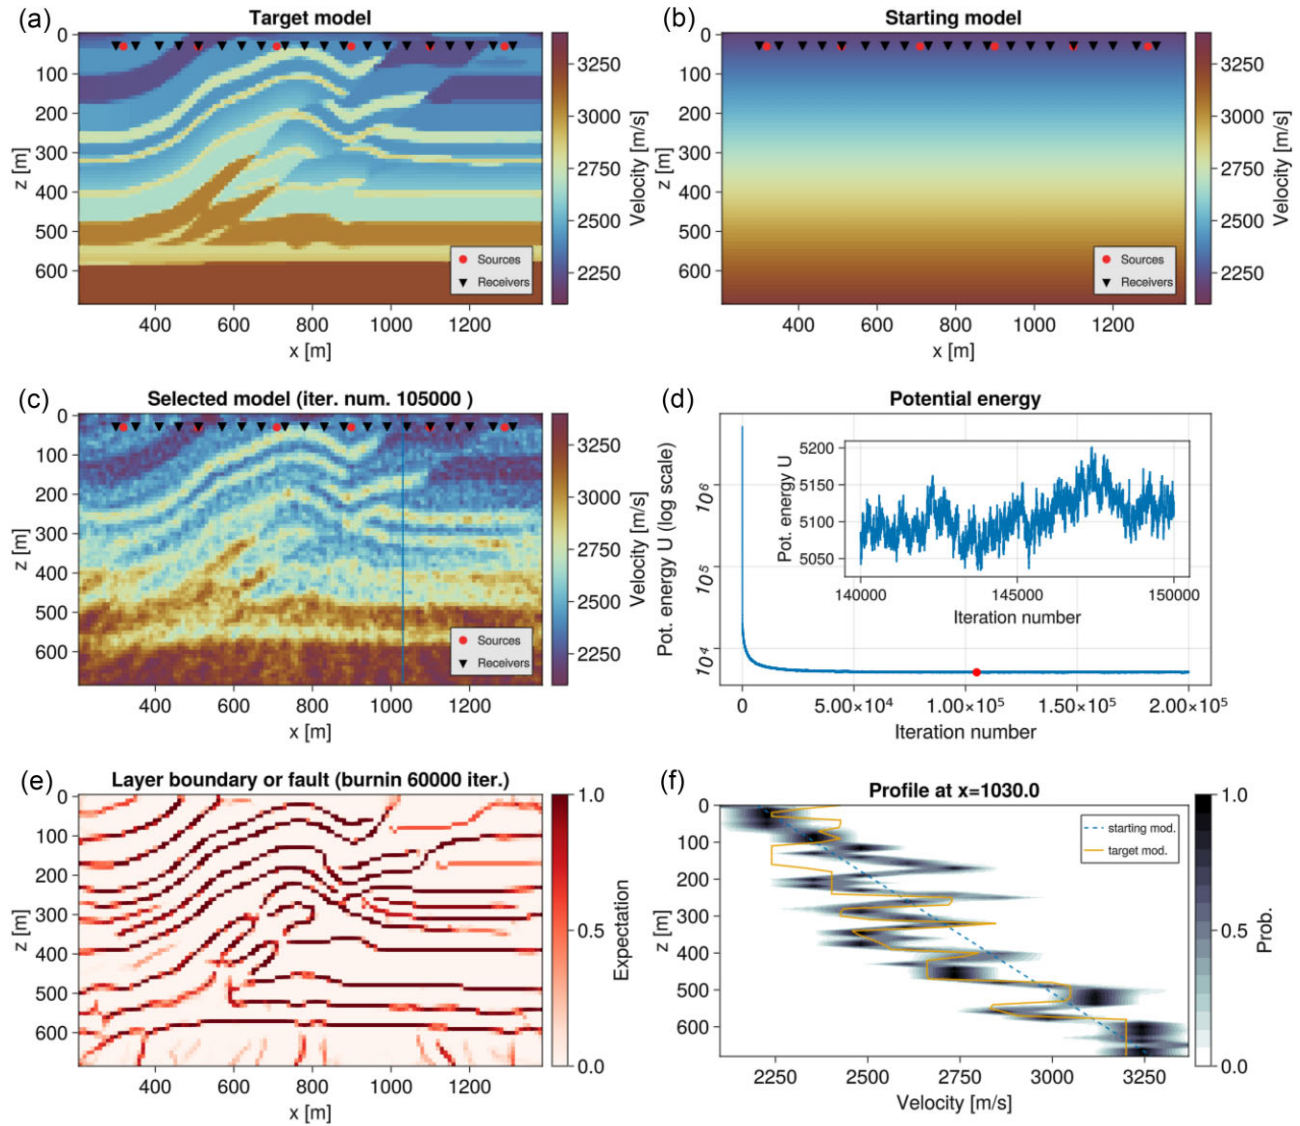 (a)
Target model
0
100
200
300
400
500
600
z [m]
400
600
800
1000
1200
x [m]
Sources
Receivers
3250
3000
2750
2500
2250
Velocity [m/s]
(b)
Starting model
0
100
200
300
400
500
600
z [m]
400
600
800
1000
1200
x [m]
Sources
Receivers
3250
3000
2750
2500
2250
Velocity [m/s]
(c)
Selected model (iter. num. 105000 )
0
100
200
300
400
500
600
z [m]
400
600
800
1000
1200
x [m]
Sources
Receivers
3250
3000
2750
2500
2250
Velocity [m/s]
(d)
Potential energy
Pot. energy U (log scale)
10⁶
10⁵
10⁴
0
5.00×10⁴
1.00×10⁵
1.50×10⁵
2.00×10⁵
Iteration number
Pot. energy U
5200
5150
5100
5050
140000
145000
150000
Iteration number
(e)
Layer boundary or fault (burnin 60000 iter.)
0
100
200
300
400
500
600
z [m]
400
600
800
1000
1200
x [m]
1.0
0.5
0.0
Expectation
(f)
Profile at x=1030.0
0
100
200
300
400
500
600
z [m]
2250
2500
2750
3000
3250
Velocity [m/s]
starting mod.
target mod.
1.0
0.5
0.0
Prob.